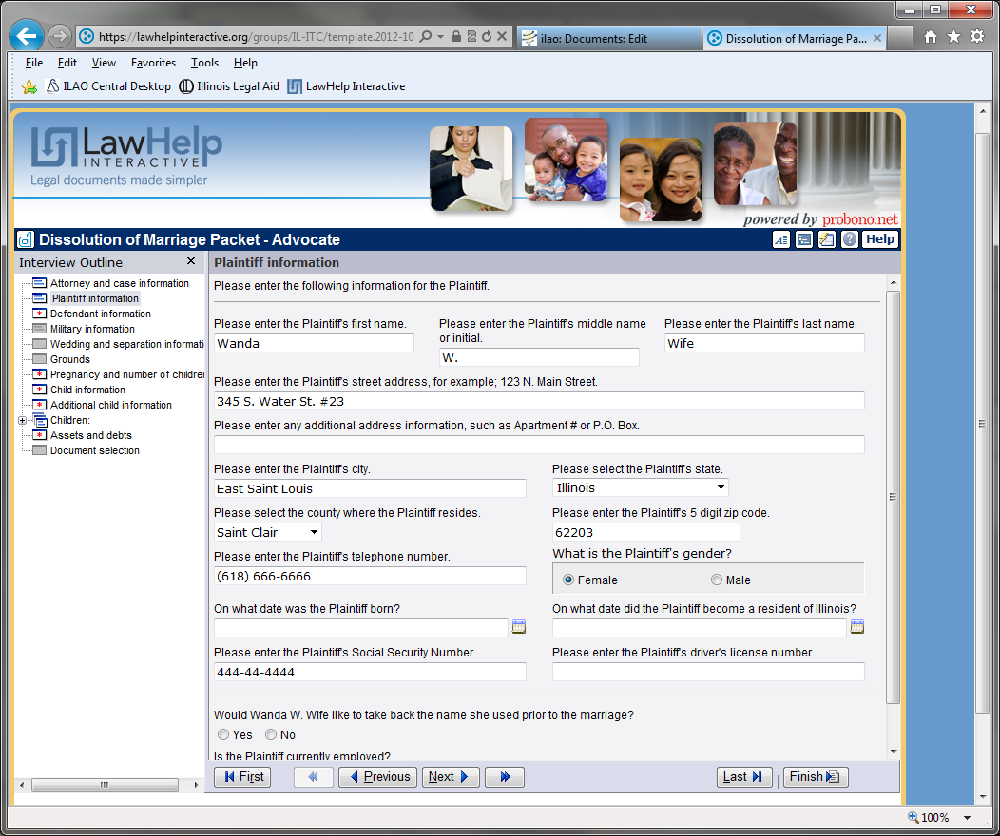 https://lawhelpinteractive.org/groups/IL-ITC/template.2012-10
ilao: Documents: Edit
Dissolution of Marriage Pa...
File Edit View Favorites Tools Help
ILAO Central Desktop Illinois Legal Aid LawHelp Interactive
LawHelp
INTERACTIVE
Legal documents made simpler
powered by probono.net
Dissolution of Marriage Packet - Advocate
Help
Interview Outline
Attorney and case information
Plaintiff information
Defendant information
Military information
Wedding and separation informati
Grounds
Pregnancy and number of childre
Child information
Additional child information
Children:
Assets and debts
Document selection
Plaintiff information
Please enter the following information for the Plaintiff.
Please enter the Plaintiff's first name.
Wanda
Please enter the Plaintiff's middle name
or initial.
W.
Please enter the Plaintiff's last name.
Wife
Please enter the Plaintiff's street address, for example; 123 N. Main Street.
345 S. Water St. #23
Please enter any additional address information, such as Apartment # or P.O. Box.
Please enter the Plaintiff's city.
East Saint Louis
Please select the Plaintiff's state.
Illinois
Please select the county where the Plaintiff resides.
Saint Clair
Please enter the Plaintiff's 5 digit zip code.
62203
Please enter the Plaintiff's telephone number.
(618) 666-6666
What is the Plaintiff's gender?
Female Male
On what date was the Plaintiff born?
On what date did the Plaintiff become a resident of Illinois?
Please enter the Plaintiff's Social Security Number.
444-44-4444
Please enter the Plaintiff's driver's license number.
Would Wanda W. Wife like to take back the name she used prior to the marriage?
Yes No
Is the Plaintiff currently employed?
First Previous Next Last Finish
100%